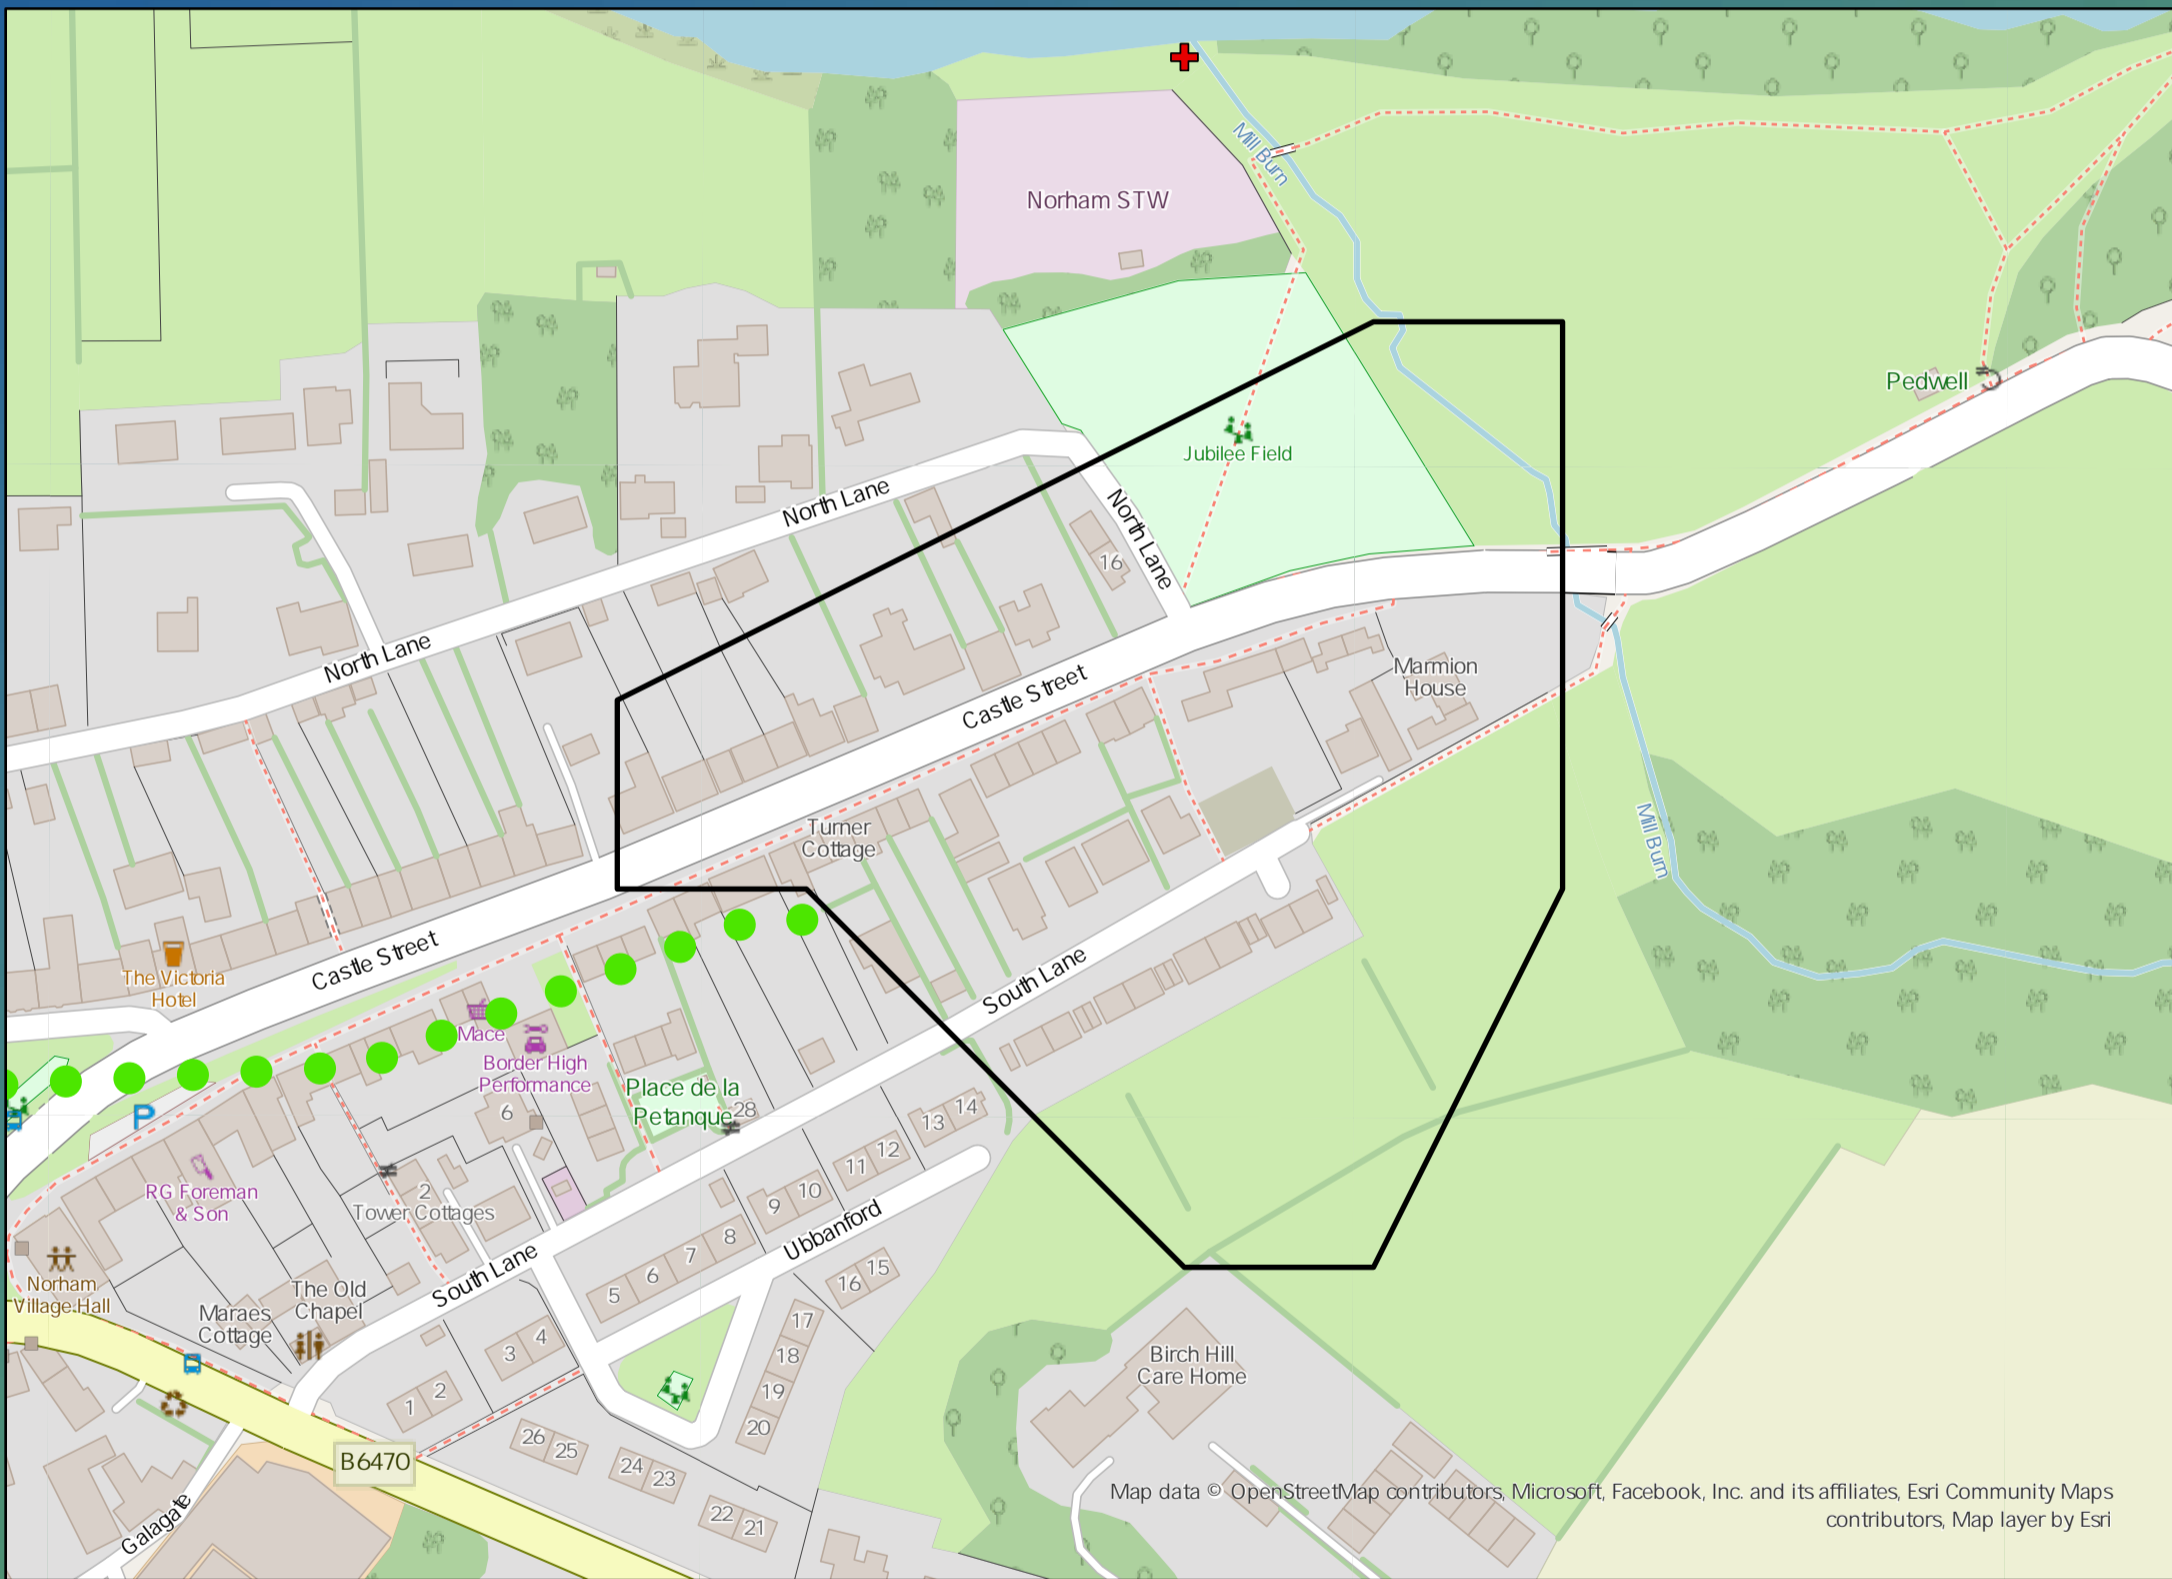 Mill Burn
Norham STW
Pedwell
Jubilee Field
North Lane
North Lane
16
North Lane
Marmion
House
Castle Street
Turner
Cottage
Mill Burn
The Victoria
Hotel
Castle Street
South Lane
Mace
Border High
Performance
6
Place de la
Petanque
28
P
14
13
12
11
10
9
RG Foreman
& Son
2
Tower Cottages
Ubbanford
8
7
6
5
16
15
South Lane
Norham
Village Hall
The Old
Chapel
Maraes
Cottage
17
18
19
20
4
3
2
1
Birch Hill
Care Home
26
25
24
23
22
21
B6470
Galagate
Map data © OpenStreetMap contributors, Microsoft, Facebook, Inc. and its affiliates, Esri Community Maps
contributors, Map layer by Esri